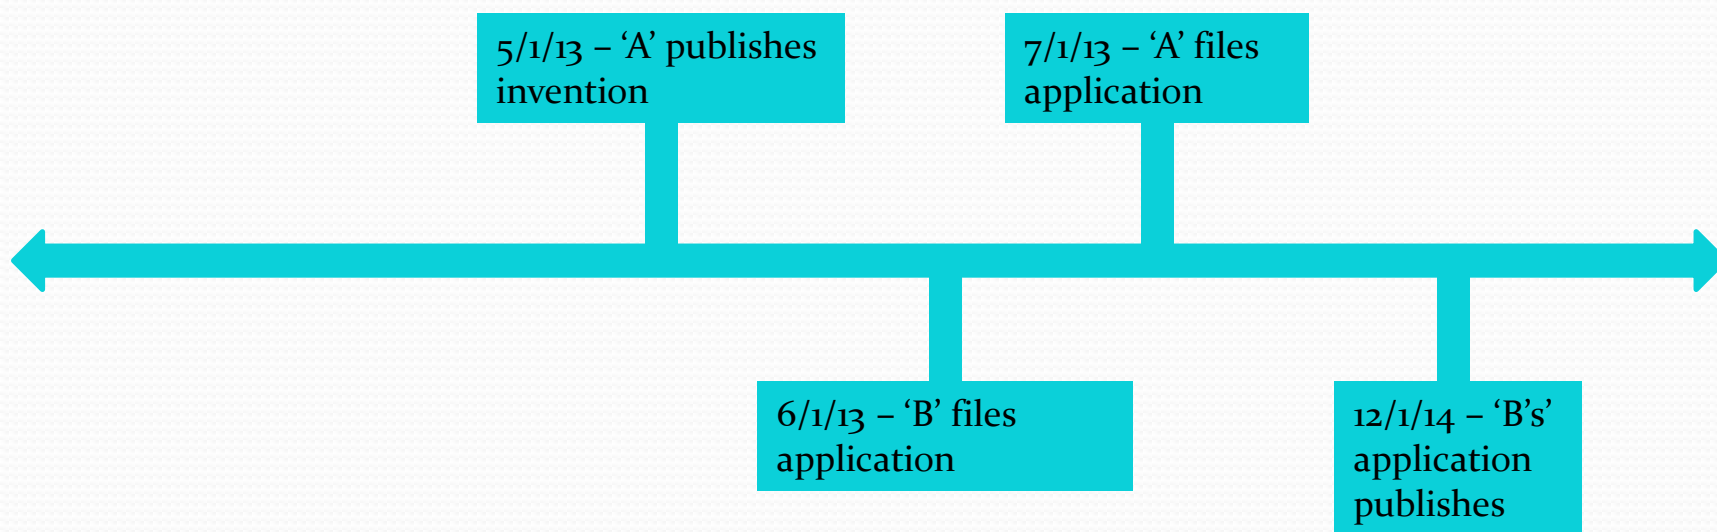 5/1/13 – ‘A’ publishes
invention
7/1/13 – ‘A’ files
application
6/1/13 – ‘B’ files
application
12/1/14 – ‘B’s’
application
publishes